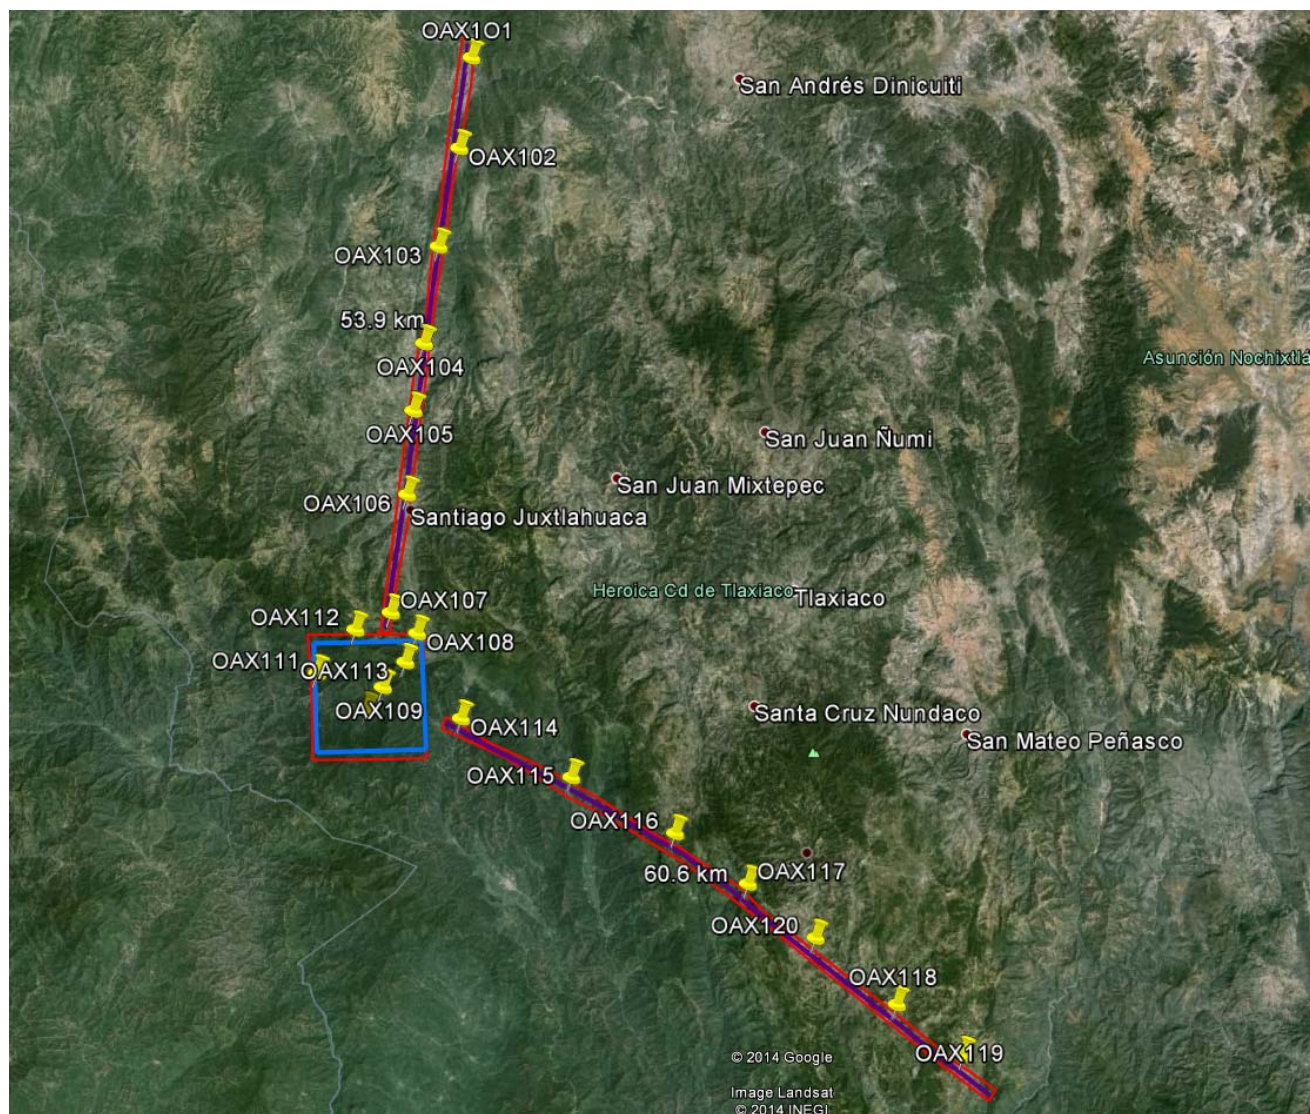 OAX101
San Andrés Dinicuiti
OAX102
OAX103
53.9 km
Asunción Nochixtlá
OAX104
OAX105
San Juan Ñumi
San Juan Mixtepec
OAX106
Santiago Juxtlahuaca
Heroica Cd de Tlaxiaco
Tlaxiaco
OAX107
OAX112
OAX108
OAX111
OAX113
OAX109
Santa Cruz Nundaco
OAX114
San Mateo Peñasco
OAX115
OAX116
60.6 km
OAX117
OAX120
OAX118
OAX119
© 2014 Google
Image Landsat
© 2014 INEGI